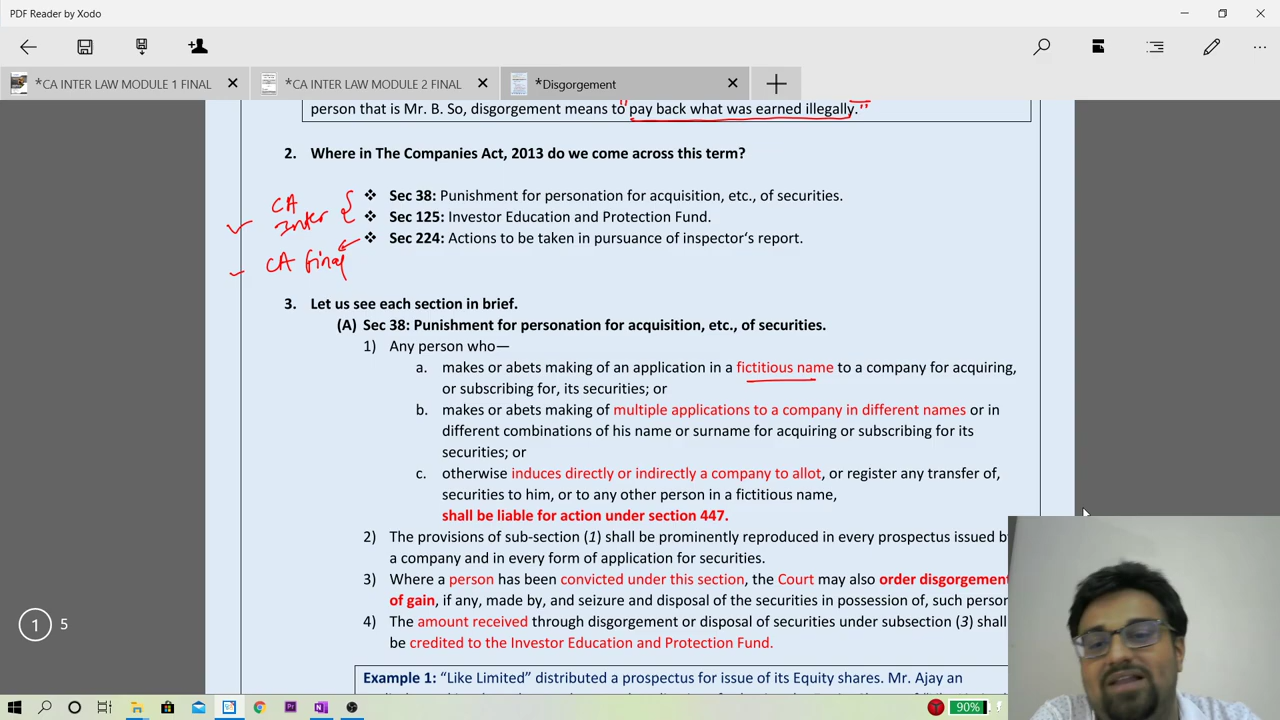 PDF Reader by Xodo
*CA INTER LAW MODULE 1 FINAL
*CA INTER LAW MODULE 2 FINAL
*Disgorgement
person that is Mr. B. So, disgorgement means to "pay back what was earned illegally."
2. Where in The Companies Act, 2013 do we come across this term?
❖ Sec 38: Punishment for personation for acquisition, etc., of securities.
CA
❖ Sec 125: Investor Education and Protection Fund.
Inter
❖ Sec 224: Actions to be taken in pursuance of inspector's report.
CA final
3. Let us see each section in brief.
(A) Sec 38: Punishment for personation for acquisition, etc., of securities.
1) Any person who—
a. makes or abets making of an application in a fictitious name to a company for acquiring,
or subscribing for, its securities; or
b. makes or abets making of multiple applications to a company in different names or in
different combinations of his name or surname for acquiring or subscribing for its
securities; or
c. otherwise induces directly or indirectly a company to allot, or register any transfer of,
securities to him, or to any other person in a fictitious name,
shall be liable for action under section 447.
2) The provisions of sub-section (1) shall be prominently reproduced in every prospectus issued by
a company and in every form of application for securities.
3) Where a person has been convicted under this section, the Court may also order disgorgement
of gain, if any, made by, and seizure and disposal of the securities in possession of, such person
4) The amount received through disgorgement or disposal of securities under subsection (3) shall
be credited to the Investor Education and Protection Fund.
1 5
Example 1: "Like Limited" distributed a prospectus for issue of its Equity shares. Mr. Ajay an
90%